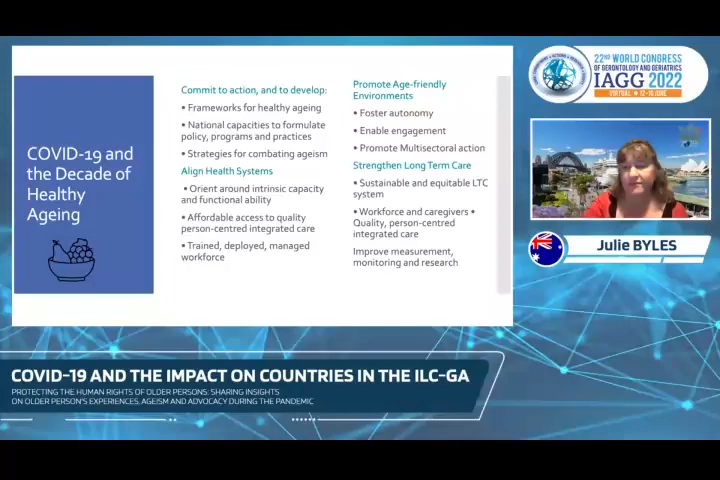 COVID-19 and
the Decade of
Healthy
Ageing
Commit to action, and to develop:
• Frameworks for healthy ageing
• National capacities to formulate
policy, programs and practices
• Strategies for combating ageism
Align Health Systems
• Orient around intrinsic capacity
and functional ability
• Affordable access to quality
person-centred integrated care
• Trained, deployed, managed
workforce
Promote Age-friendly
Environments
• Foster autonomy
• Enable engagement
• Promote Multisectoral action
Strengthen Long Term Care
• Sustainable and equitable LTC
system
• Workforce and caregivers •
Quality, person-centred
integrated care
Improve measurement,
monitoring and research
22ND WORLD CONGRESS
OF GERONTOLOGY AND GERIATRICS
IAGG 2022
VIRTUAL • 12-16 JUNE
Julie BYLES
COVID-19 AND THE IMPACT ON COUNTRIES IN THE ILC-GA
PROTECTING THE HUMAN RIGHTS OF OLDER PERSONS: SHARING INSIGHTS
ON OLDER PERSON'S EXPERIENCES, AGEISM AND ADVOCACY DURING THE PANDEMIC